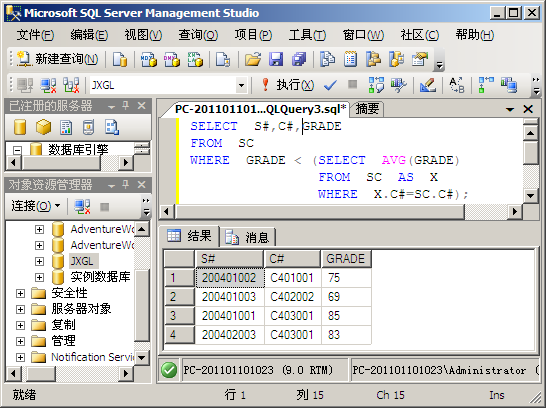 Microsoft SQL Server Management Studio
文件(F) 编辑(E) 视图(V) 查询(Q) 项目(P) 工具(T) 窗口(W) 社区(C) 帮助(H)
新建查询(N)
JXGL 执行(X)
已注册的服务器
数据库引擎
对象资源管理器
连接(O)
AdventureWo
AdventureWo
JXGL
实例数据库
安全性
服务器对象
复制
管理
Notification Servic
PC-201101101...QLQuery3.sql* 摘要
SELECT S#,C#,GRADE
FROM SC
WHERE GRADE < (SELECT AVG(GRADE)
FROM SC AS X
WHERE X.C#=SC.C#);
结果 消息
S# C# GRADE
1 200401002 C401001 75
2 200401003 C402002 69
3 200401001 C403001 85
4 200402003 C403001 83
PC-201101101023 (9.0 RTM) PC-201101101023\Administrator (
就绪 行 1 列 15 Ch 15 Ins